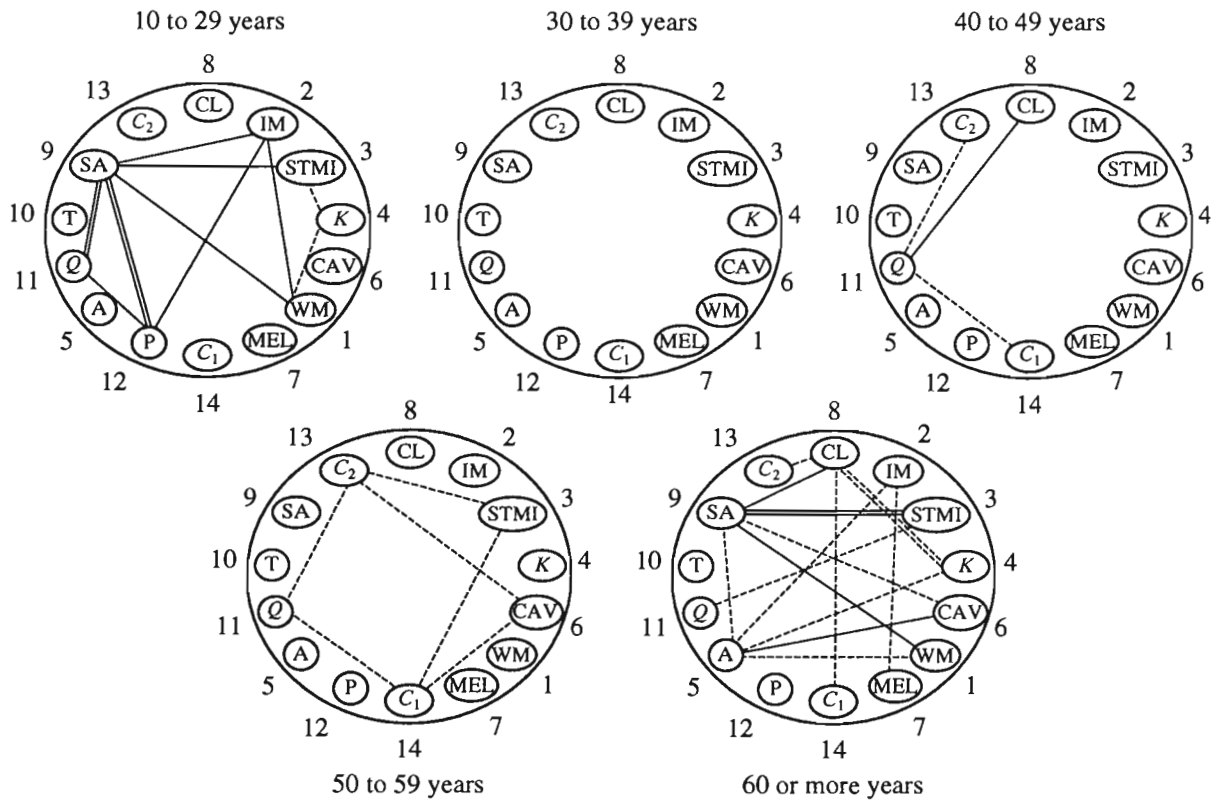 10 to 29 years
30 to 39 years
40 to 49 years
8
13
2
CL
C2
IM
9
SA
STMI
3
10
T
K
4
11
Q
CAV
6
A
WM
5
P
C1
MEL
1
12
14
7
8
13
2
CL
C2
IM
9
SA
STMI
3
10
T
K
4
11
Q
CAV
6
A
WM
5
P
C1
MEL
1
12
14
7
8
13
2
CL
C2
IM
9
SA
STMI
3
10
T
K
4
11
Q
CAV
6
A
WM
5
P
C1
MEL
1
12
14
7
8
13
2
CL
C2
IM
9
SA
STMI
3
10
T
K
4
11
Q
CAV
6
A
WM
5
P
C1
MEL
1
12
14
7
50 to 59 years
8
13
2
CL
C2
IM
9
SA
STMI
3
10
T
K
4
11
Q
CAV
6
A
WM
5
P
C1
MEL
1
12
14
7
60 or more years